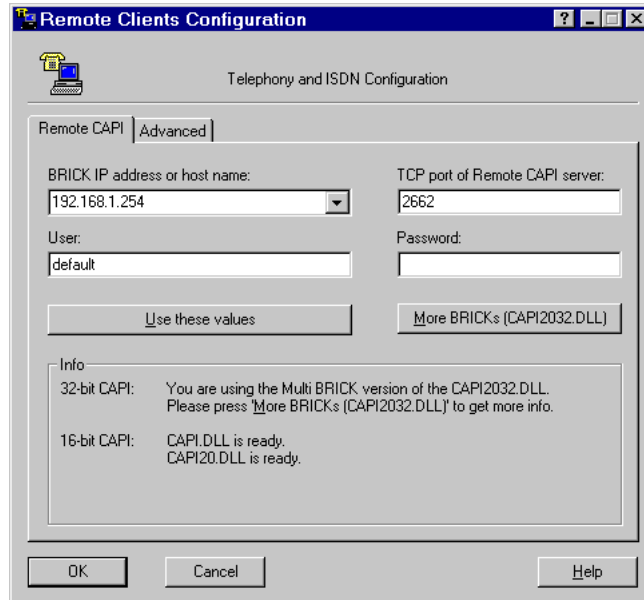 Remote Clients Configuration
Telephony and ISDN Configuration
Remote CAPI Advanced
BRICK IP address or host name: TCP port of Remote CAPI server:
192.168.1.254 2662
User: Password:
default
Use these values More BRICKs (CAPI2032.DLL)
Info
32-bit CAPI: You are using the Multi BRICK version of the CAPI2032.DLL.
Please press 'More BRICKs (CAPI2032.DLL)' to get more info.
16-bit CAPI: CAPI.DLL is ready.
CAPI20.DLL is ready.
OK Cancel Help